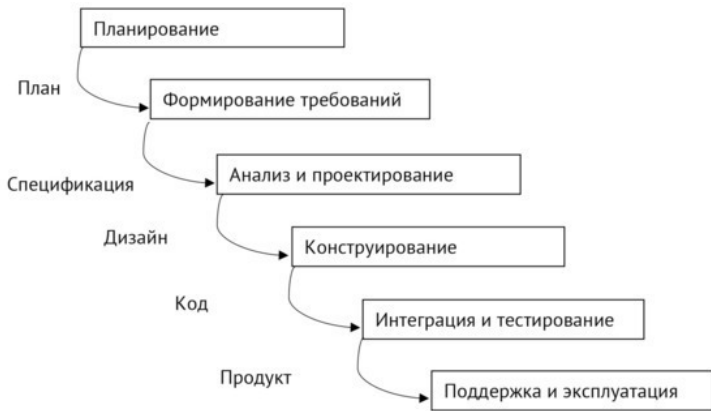 Планирование
План
Формирование требований
Спецификация
Анализ и проектирование
Дизайн
Конструирование
Код
Интеграция и тестирование
Продукт
Поддержка и эксплуатация